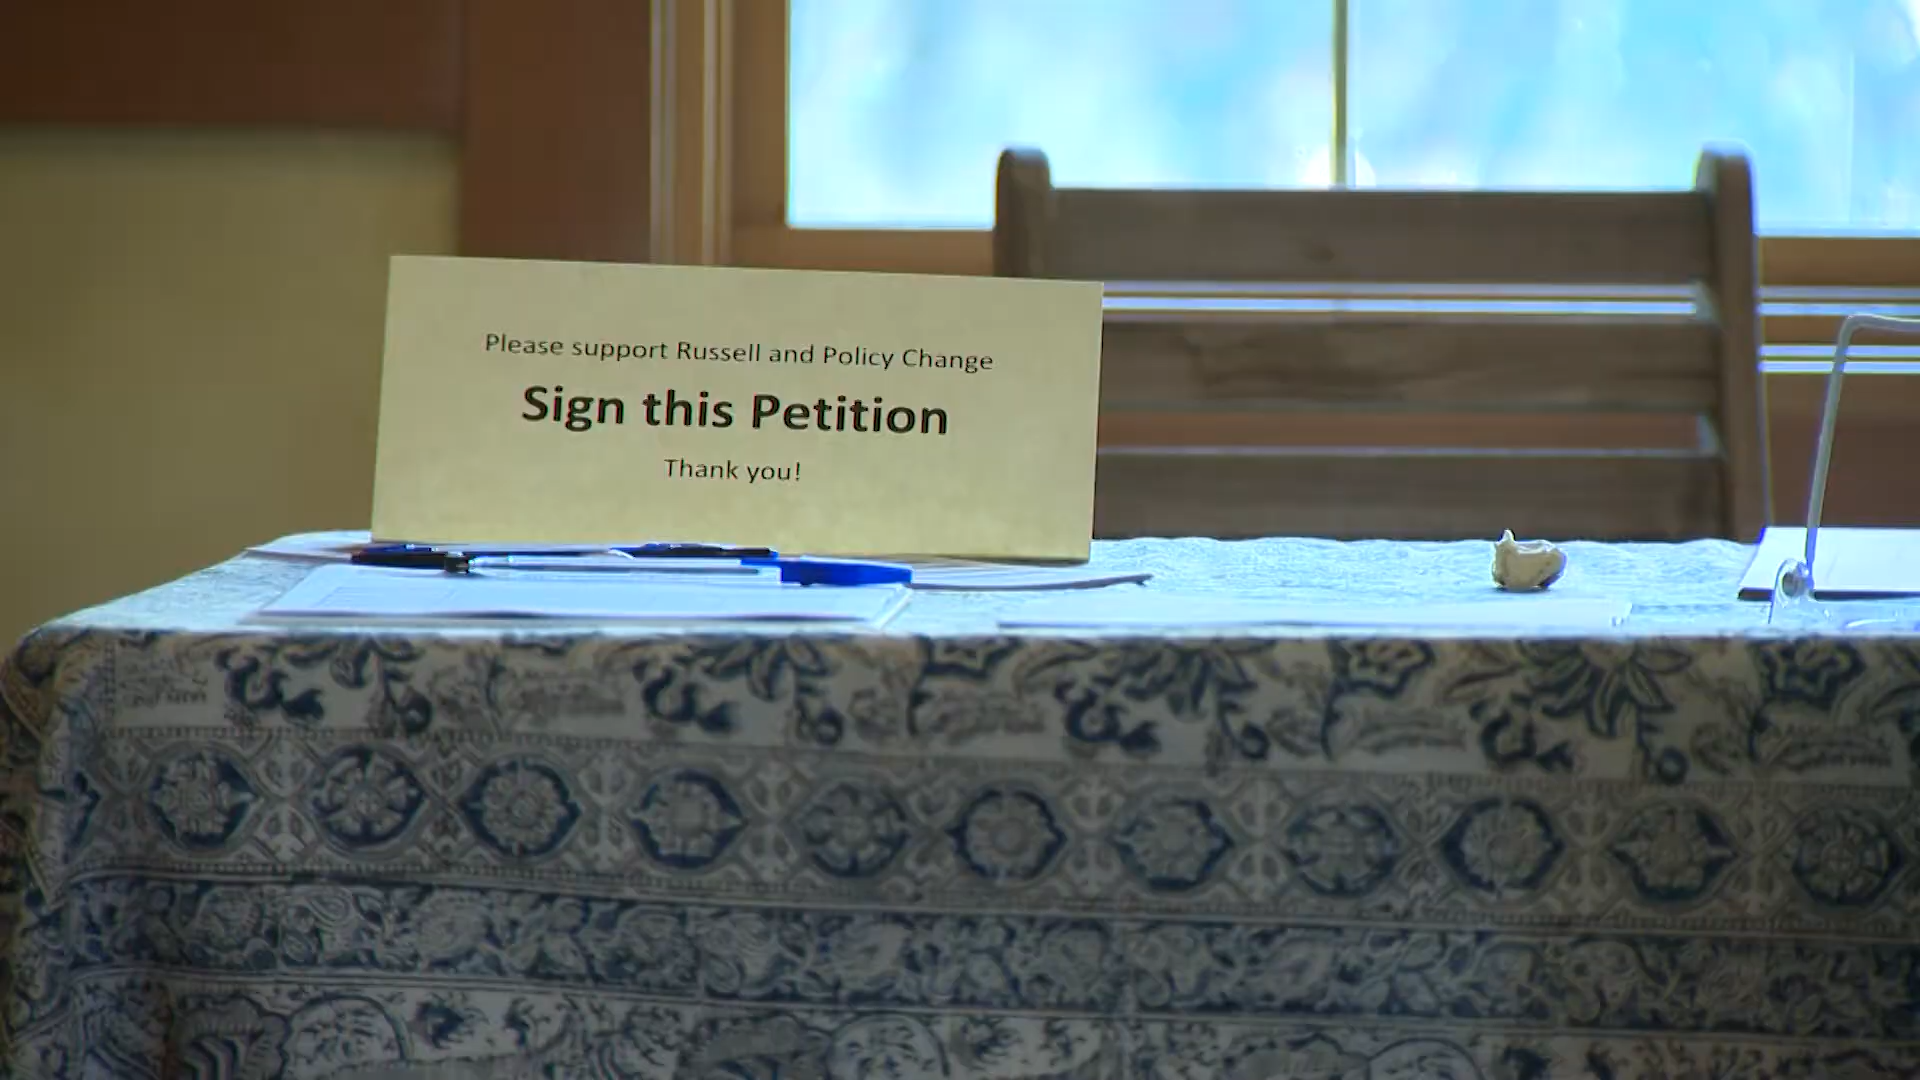 Please support Russell and Policy Change
Sign this Petition
Thank you!